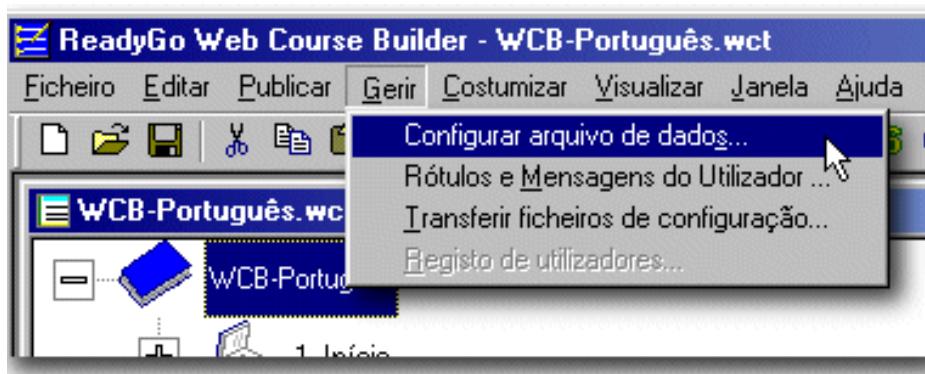 ReadyGo Web Course Builder - WCB-Português.wct
Ficheiro Editar Publicar Gerir Costumizar Visualizar Janela Ajuda
Configurar arquivo de dados...
Rótulos e Mensagens do Utilizador ...
WCB-Português.wc
Transferir ficheiros de configuração...
Registo de utilizadores...
WCB-Portug
1 Início